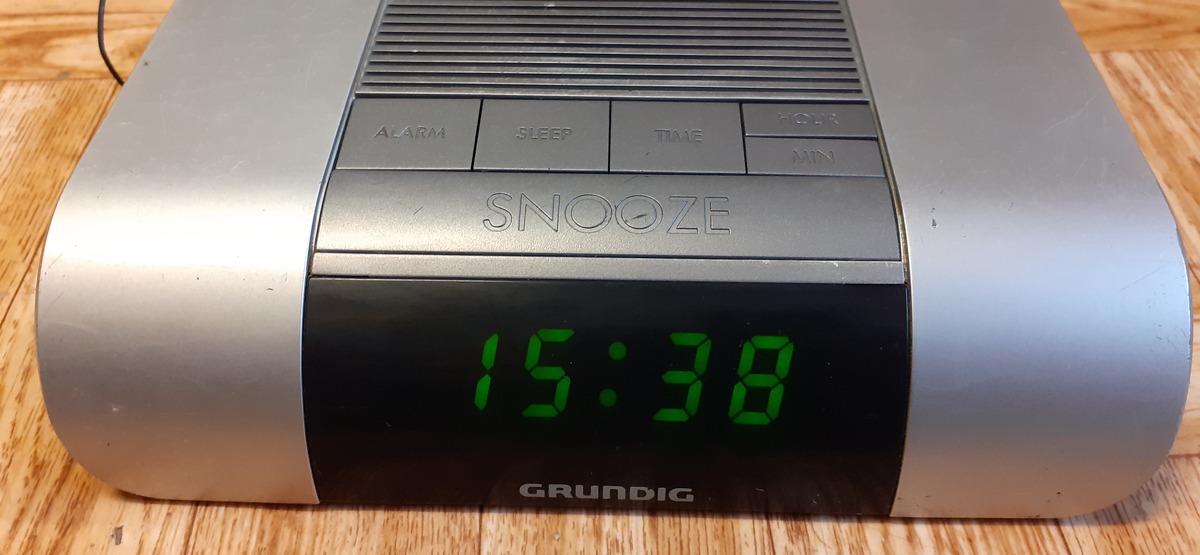 ALARM SLEEP TIME HOUR
MIN
SNOOZE
15:38
GRUNDIG